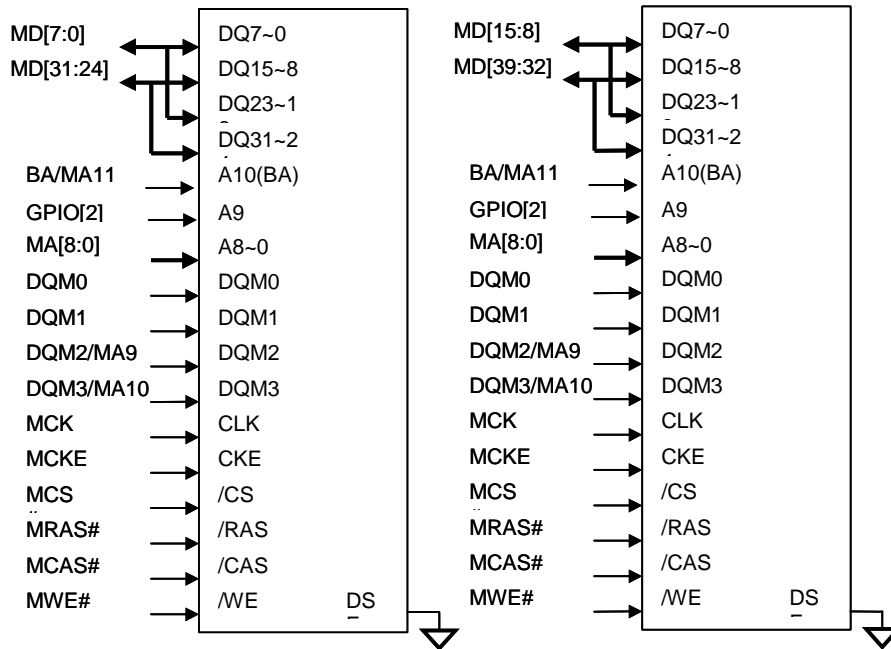 MD[7:0] DQ7~0
MD[31:24] DQ15~8
DQ23~1
DQ31~2
BA/MA11 A10(BA)
GPIO[2] A9
MA[8:0] A8~0
DQM0 DQM0
DQM1 DQM1
DQM2/MA9 DQM2
DQM3/MA10 DQM3
MCK CLK
MCKE CKE
MCS /CS
MRAS# /RAS
MCAS# /CAS
MWE# /WE DS
MD[15:8] DQ7~0
MD[39:32] DQ15~8
DQ23~1
DQ31~2
BA/MA11 A10(BA)
GPIO[2] A9
MA[8:0] A8~0
DQM0 DQM0
DQM1 DQM1
DQM2/MA9 DQM2
DQM3/MA10 DQM3
MCK CLK
MCKE CKE
MCS /CS
MRAS# /RAS
MCAS# /CAS
MWE# /WE DS